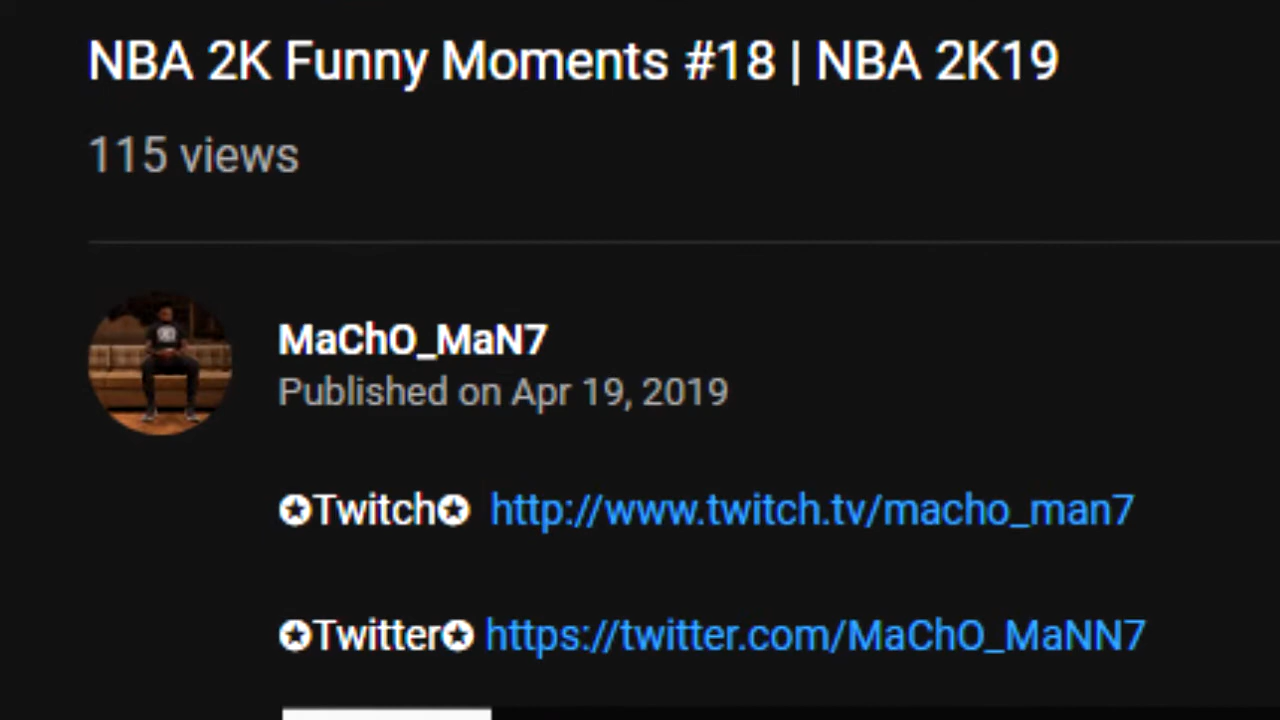 NBA 2K Funny Moments #18 | NBA 2K19
115 views
MaChO_MaN7
Published on Apr 19, 2019
✪Twitch✪ http://www.twitch.tv/macho_man7
✪Twitter✪ https://twitter.com/MaChO_MaNN7